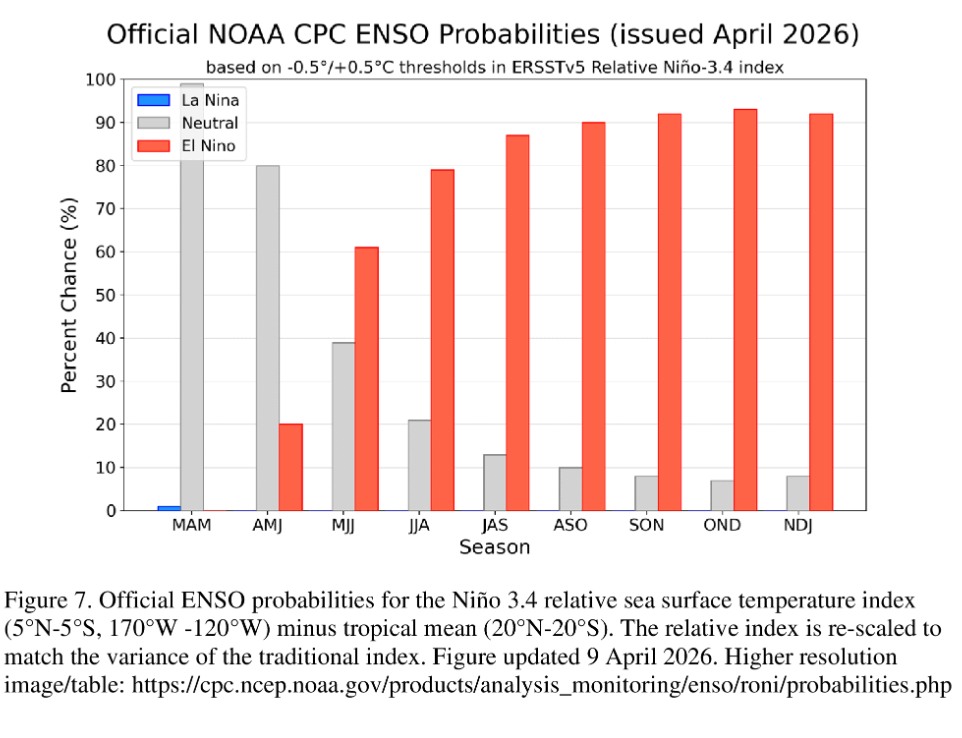 Official NOAA CPC ENSO Probabilities (issued April 2026)
based on -0.5°/+0.5°C thresholds in ERSSTv5 Relative Niño-3.4 index
La Nina
Neutral
El Nino
Percent Chance (%)
100
90
80
70
60
50
40
30
20
10
0
MAM AMJ MJJ JJA JAS ASO SON OND NDJ
Season
Figure 7. Official ENSO probabilities for the Niño 3.4 relative sea surface temperature index
(5°N-5°S, 170°W -120°W) minus tropical mean (20°N-20°S). The relative index is re-scaled to
match the variance of the traditional index. Figure updated 9 April 2026. Higher resolution
image/table: https://cpc.ncep.noaa.gov/products/analysis_monitoring/enso/roni/probabilities.php